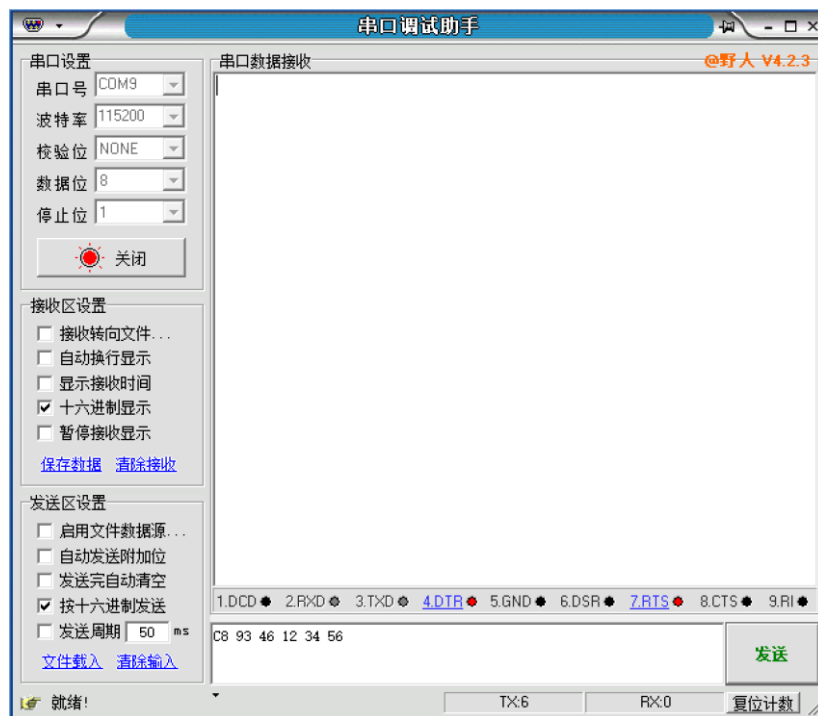 串口调试助手
串口设置
串口号 COM9
波特率 115200
校验位 NONE
数据位 8
停止位 1
关闭
接收区设置
接收转向文件...
自动换行显示
显示接收时间
十六进制显示
暂停接收显示
保存数据 清除接收
发送区设置
启用文件数据源...
自动发送附加位
发送完自动清空
按十六进制发送
发送周期 50 ms
文件载入 清除输入
串口数据接收
@野人 V4.2.3
1.DCD 2.RXD 3.TXD 4.DTR 5.GND 6.DSR 7.RTS 8.CTS 9.RI
C8 93 46 12 34 56
发送
就绪! TX:6 RX:0 复位计数